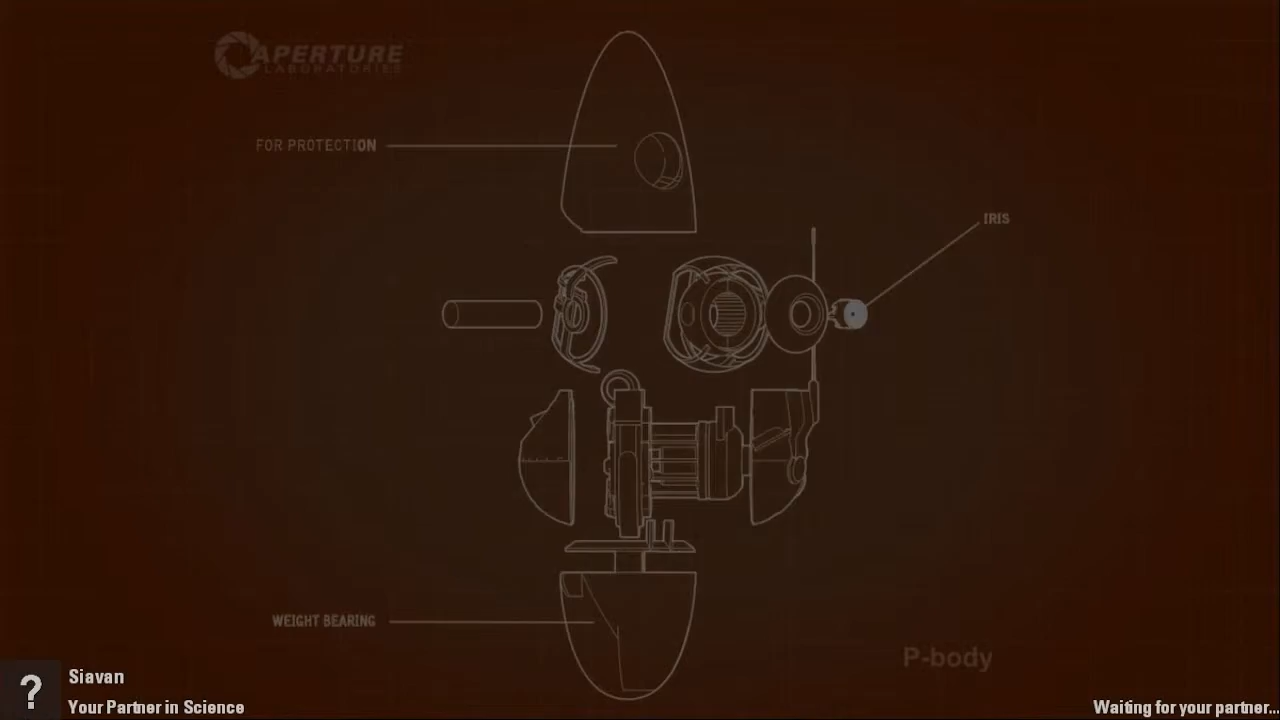 APERTURE
LABORATORIES
FOR PROTECTION
IRIS
WEIGHT BEARING
P-body
?
Siavan
Your Partner in Science
Waiting for your partner...